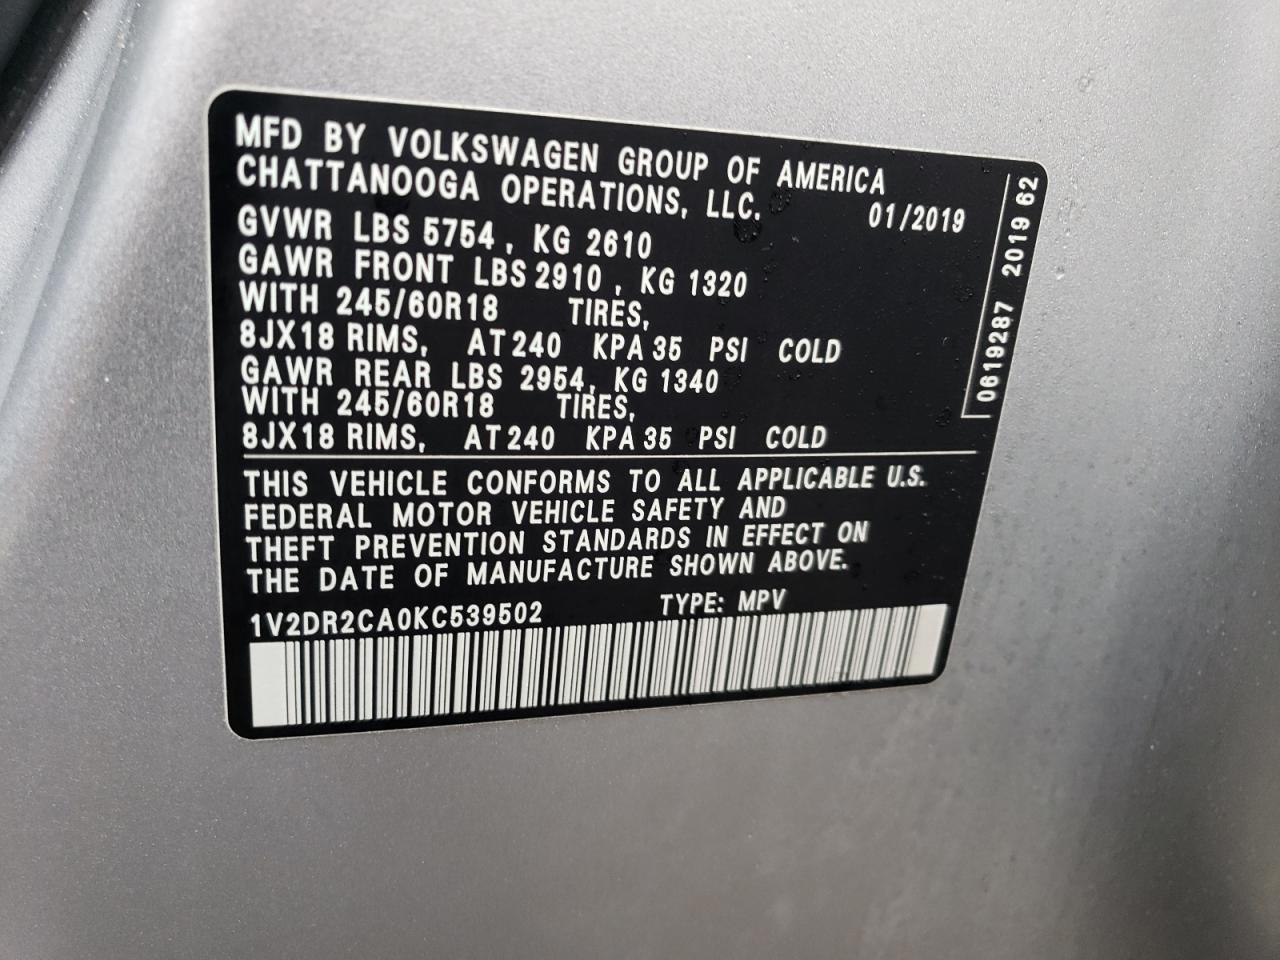 MFD BY VOLKSWAGEN GROUP OF AMERICA
CHATTANOOGA OPERATIONS, LLC.
01/2019
GVWR LBS 5754, KG 2610
GAWR FRONT LBS 2910, KG 1320
WITH 245/60R18 TIRES,
8JX18 RIMS, AT 240 KPA 35 PSI COLD
GAWR REAR LBS 2954, KG 1340
WITH 245/60R18 TIRES,
8JX18 RIMS, AT 240 KPA 35 PSI COLD
0619287 2019 62
THIS VEHICLE CONFORMS TO ALL APPLICABLE U.S.
FEDERAL MOTOR VEHICLE SAFETY AND
THEFT PREVENTION STANDARDS IN EFFECT ON
THE DATE OF MANUFACTURE SHOWN ABOVE.
1V2DR2CA0KC539502 TYPE: MPV